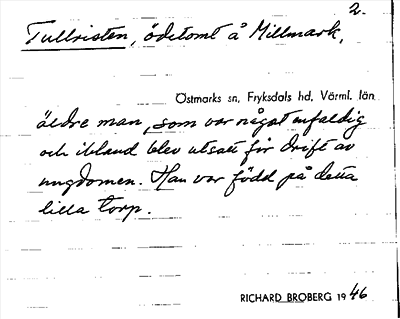 2.
Tullristen, ödetomt å Millmark,
Östmarks sn, Fryksdals hd, Värml. län
äldre man, som var något enfaldig
och ibland blev utsatt för drift av
ungdomen. Han var född på detta
lilla torp.
RICHARD BROBERG 1946